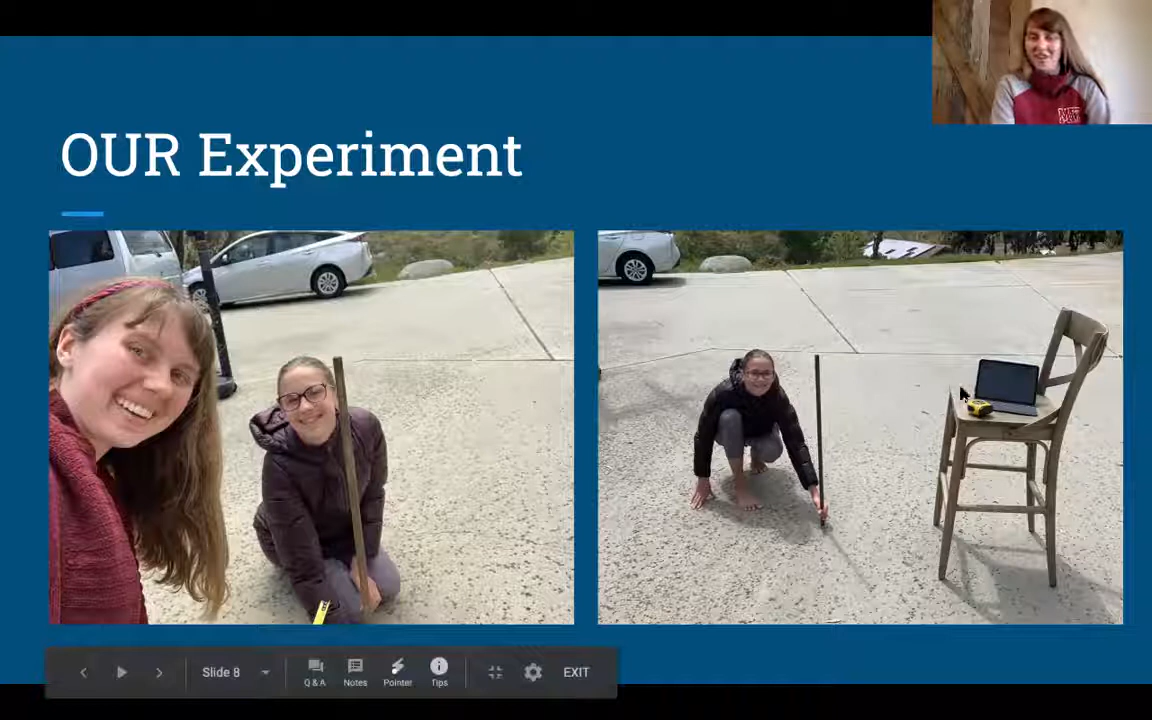 OUR Experiment
Slide 8
Q & A
Notes
Pointer
Tips
EXIT